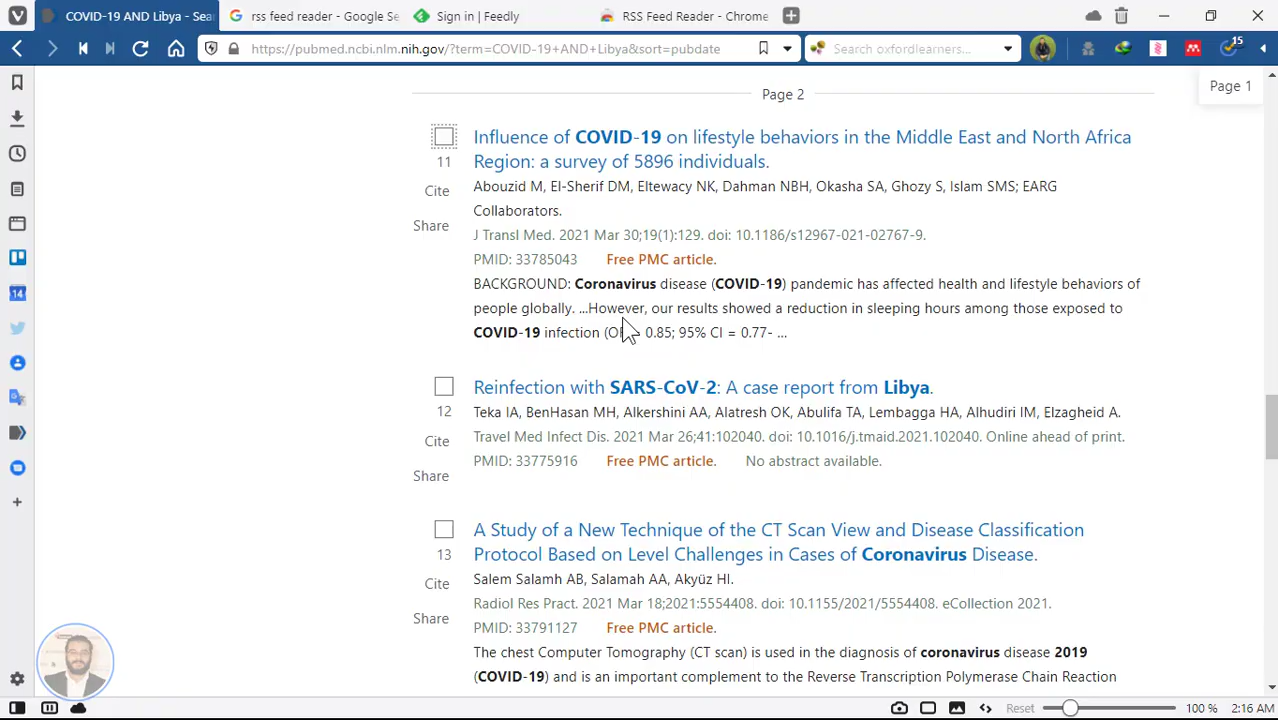 COVID-19 AND Libya - Sea
rss feed reader - Google Se
Sign in | Feedly
RSS Feed Reader - Chrome
https://pubmed.ncbi.nlm.nih.gov/?term=COVID-19+AND+Libya&sort=pubdate
Search oxfordlearners.com
15
Page 1
Page 2
Influence of COVID-19 on lifestyle behaviors in the Middle East and North Africa
11
Region: a survey of 5896 individuals.
Cite
Abouzid M, El-Sherif DM, Eltewacy NK, Dahman NBH, Okasha SA, Ghozy S, Islam SMS; EARG
Collaborators.
Share
J Transl Med. 2021 Mar 30;19(1):129. doi: 10.1186/s12967-021-02767-9.
PMID: 33785043 Free PMC article.
BACKGROUND: Coronavirus disease (COVID-19) pandemic has affected health and lifestyle behaviors of
people globally. ...However, our results showed a reduction in sleeping hours among those exposed to
COVID-19 infection 0.85; 95% CI = 0.77- ...
Reinfection with SARS-CoV-2: A case report from Libya.
12
Teka IA, BenHasan MH, Alkershini AA, Alatresh OK, Abulifa TA, Lembagga HA, Alhudiri IM, Elzagheid A.
Cite
Travel Med Infect Dis. 2021 Mar 26;41:102040. doi: 10.1016/j.tmaid.2021.102040. Online ahead of print.
PMID: 33775916 Free PMC article. No abstract available.
Share
A Study of a New Technique of the CT Scan View and Disease Classification
13
Protocol Based on Level Challenges in Cases of Coronavirus Disease.
Cite
Salem Salamh AB, Salamah AA, Akyüz HI.
Radiol Res Pract. 2021 Mar 18;2021:5554408. doi: 10.1155/2021/5554408. eCollection 2021.
Share
PMID: 33791127 Free PMC article.
The chest Computer Tomography (CT scan) is used in the diagnosis of coronavirus disease 2019
(COVID-19) and is an important complement to the Reverse Transcription Polymerase Chain Reaction
14
Reset
100 %
2:16 AM